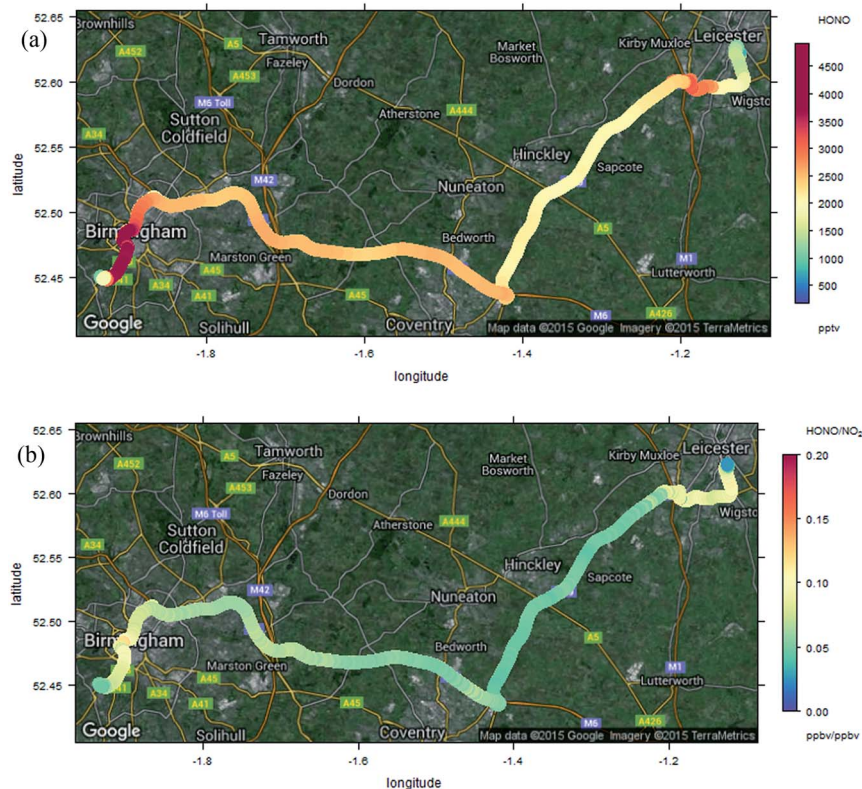 (a)
HONO
52.65
Brownhills
A5
Tamworth
Leicester
A452
Market
Bosworth
Kirby Muxloe
A453
Fazeley
52.60
Dordon
M6 Toll
Wigst
Sutton
Coldfield
Atherstone
A444
A34
52.55
M42
Hinckley
Sapcote
Nuneaton
A5
52.50
Birmingham
Bedworth
Marston Green
M1
A45
Lutterworth
52.45
A41
A34
A41
A45
M6
A426
Google
Solihull
Coventry
Map data ©2015 Google Imagery ©2015 TerraMetrics
-1.8
-1.6
-1.4
-1.2
longitude
latitude
4500
4000
3500
3000
2500
2000
1500
1000
500
pptv
(b)
HONO/NO2
52.65
Brownhills
A5
Tamworth
Leicester
A452
Market
Bosworth
Kirby Muxloe
A453
Fazeley
52.60
Dordon
M6 Toll
Wigst
Sutton
Coldfield
Atherstone
A444
A34
52.55
M42
Hinckley
Sapcote
Nuneaton
A5
52.50
Birmingham
Bedworth
Marston Green
M1
A45
Lutterworth
52.45
A41
A34
A41
A45
M6
A426
Google
Solihull
Coventry
Map data ©2015 Google Imagery ©2015 TerraMetrics
-1.8
-1.6
-1.4
-1.2
longitude
latitude
0.20
0.15
0.10
0.05
0.00
ppbv/ppbv